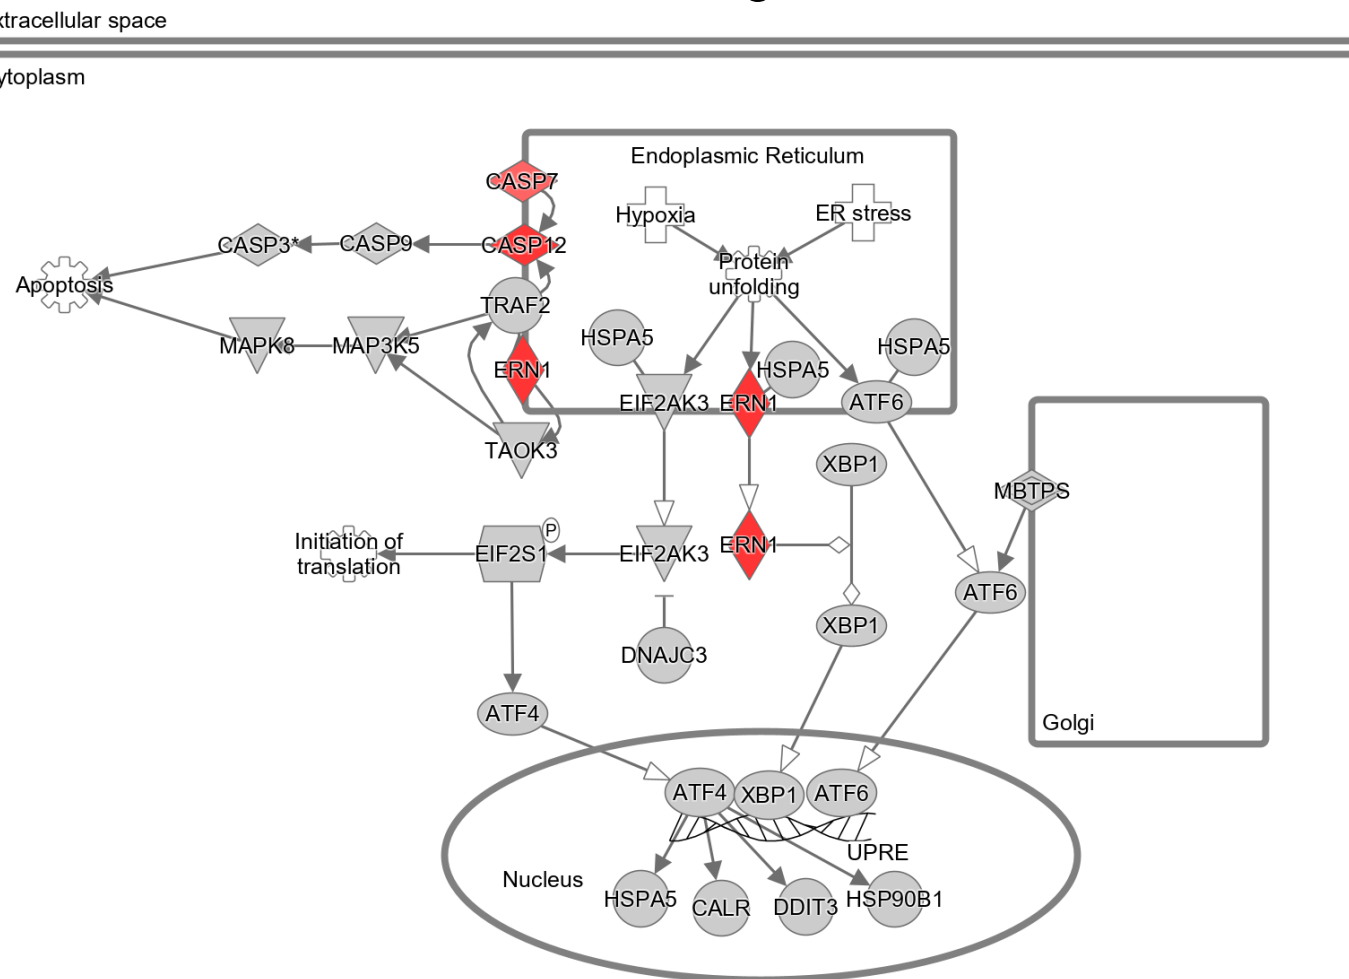 xtracellular space
ytoplasm
Endoplasmic Reticulum
CASP7
Hypoxia
ER stress
CASP3*
CASP9
CASP12
Protein
unfolding
Apoptosis
TRAF2
HSPA5
MAPK8
MAP3K5
HSPA5
ERN1
HSPA5
EIF2AK3
ERN1
ATF6
TAOK3
XBP1
MBTPS
P
Initiation of
translation
EIF2S1
EIF2AK3
ERN1
ATF6
XBP1
DNAJC3
ATF4
Golgi
ATF4
XBP1
ATF6
UPRE
Nucleus
HSPA5
CALR
DDIT3
HSP90B1